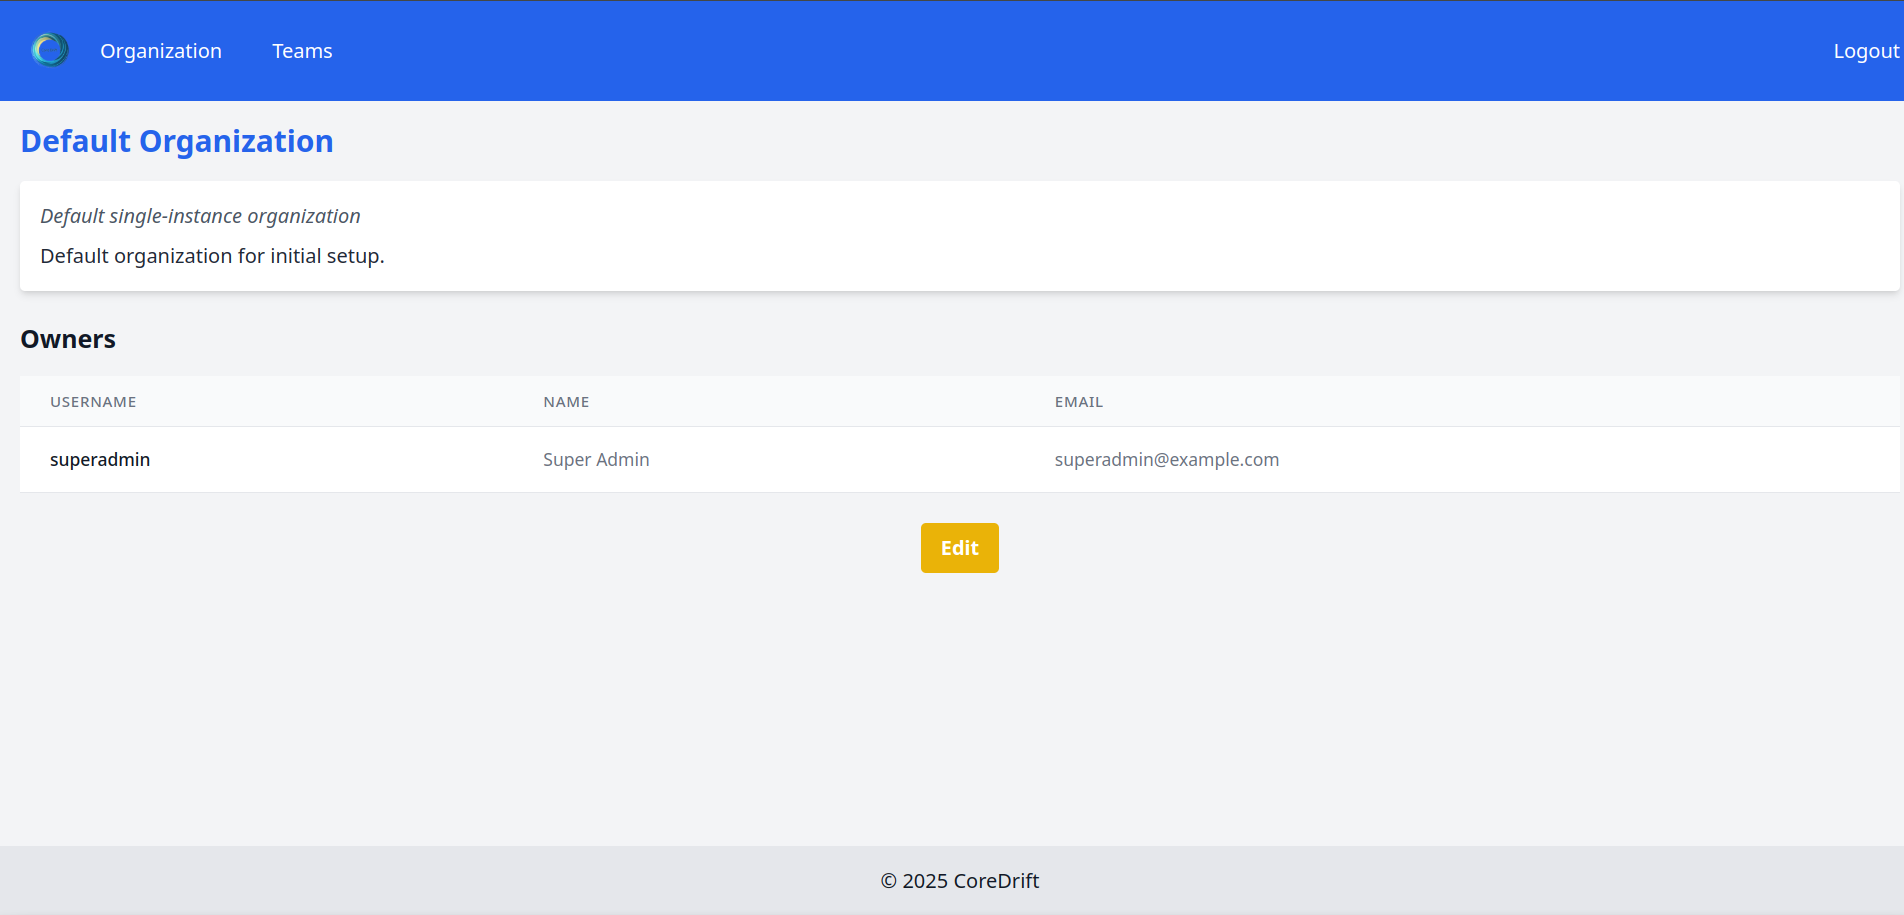 Organization Teams Logout
Default Organization
Default single-instance organization
Default organization for initial setup.
Owners
USERNAME NAME EMAIL
superadmin Super Admin superadmin@example.com
Edit
© 2025 CoreDrift